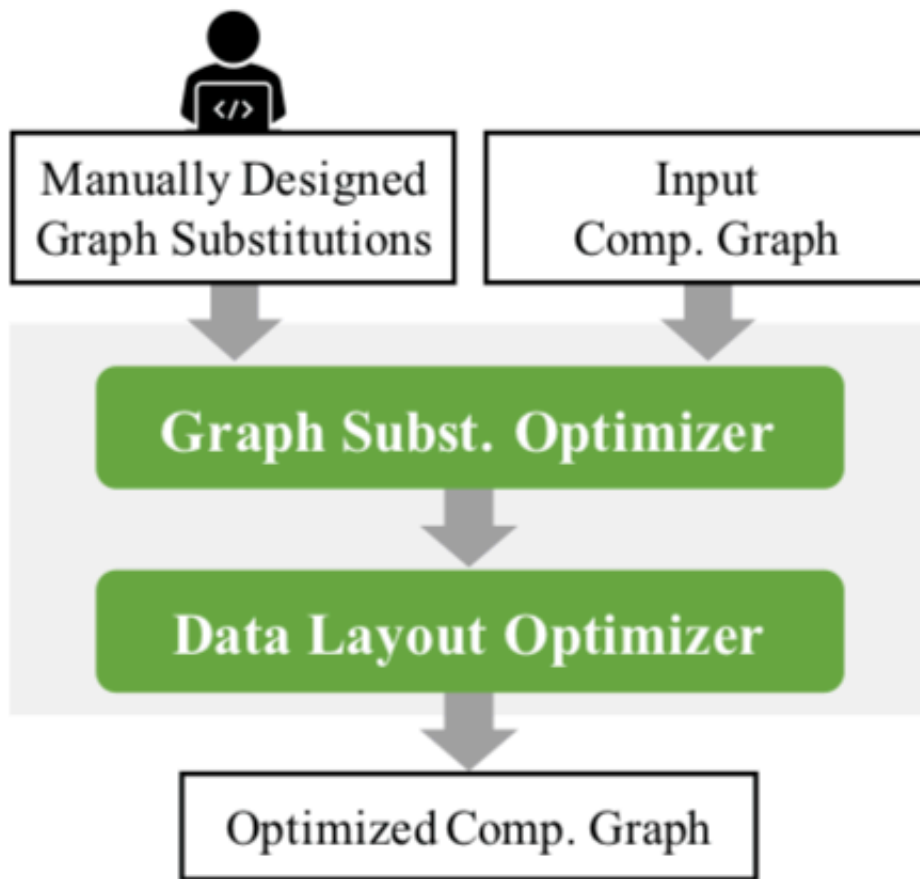 </>
Manually Designed
Graph Substitutions
Input
Comp. Graph
Graph Subst. Optimizer
Data Layout Optimizer
Optimized Comp. Graph